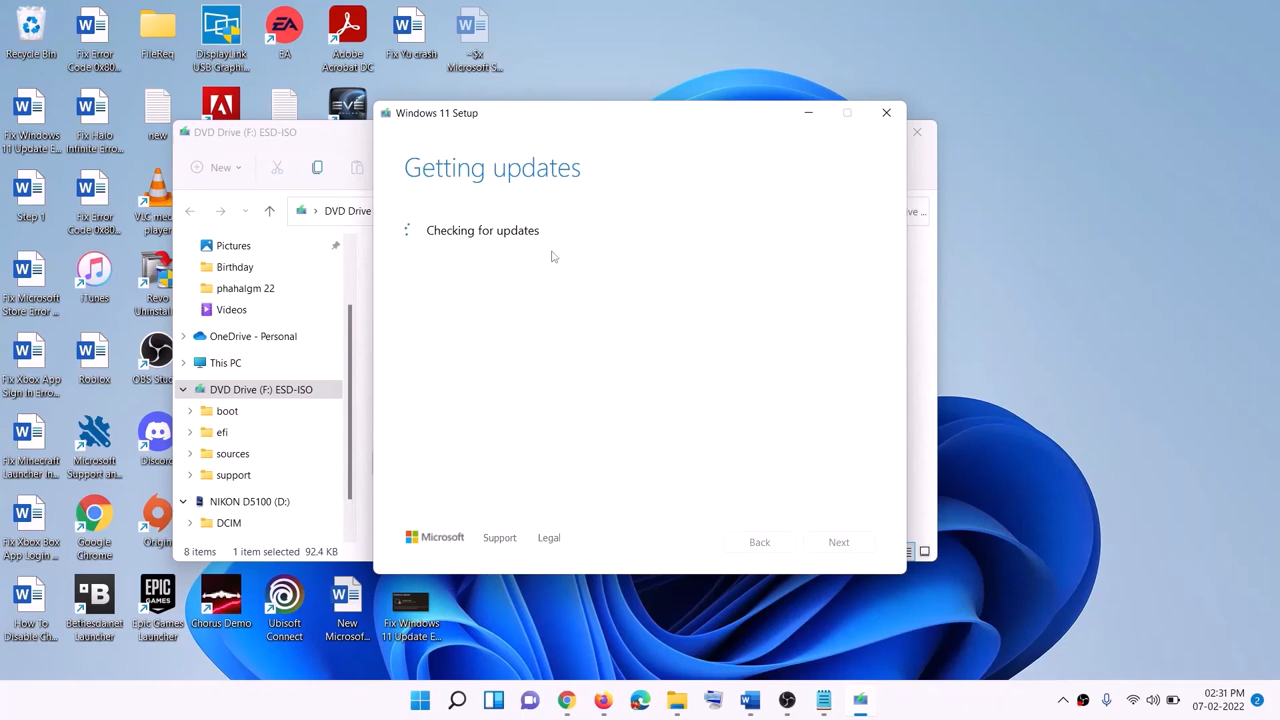 Recycle Bin
Fix Error
Code 0x80...
FileReq
DisplayLink
USB Graphi...
EA
Adobe
Acrobat DC
Fix Yu crash
~$x
Microsoft S...
Fix Windows
11 Update E...
Fix Halo
Infinite Erro...
new
EVE
Step 1
Fix Error
Code 0x80...
VLC med
player
Fix Microsoft
Store Error ...
iTunes
Revo
Uninstal
Fix Xbox App
Sign in Erro...
Roblox
OBS Stud
Fix Minecraft
Launcher in...
Microsoft
Support an...
Discord
Fix Xbox Box
App Login ...
Google
Chrome
Origin
How To
Disable Ch...
Bethesda.net
Launcher
Epic Games
Launcher
Chorus Demo
Ubisoft
Connect
New
Microsof...
Fix Windows
11 Update E...
DVD Drive (F:) ESD-ISO
New
DVD Drive
ve ...
Pictures
Birthday
phahalgm 22
Videos
OneDrive - Personal
This PC
DVD Drive (F:) ESD-ISO
boot
efi
sources
support
NIKON D5100 (D:)
DCIM
8 items 1 item selected 92.4 KB
Windows 11 Setup
Getting updates
Checking for updates
Microsoft Support Legal
Back Next
02:31 PM
07-02-2022
2